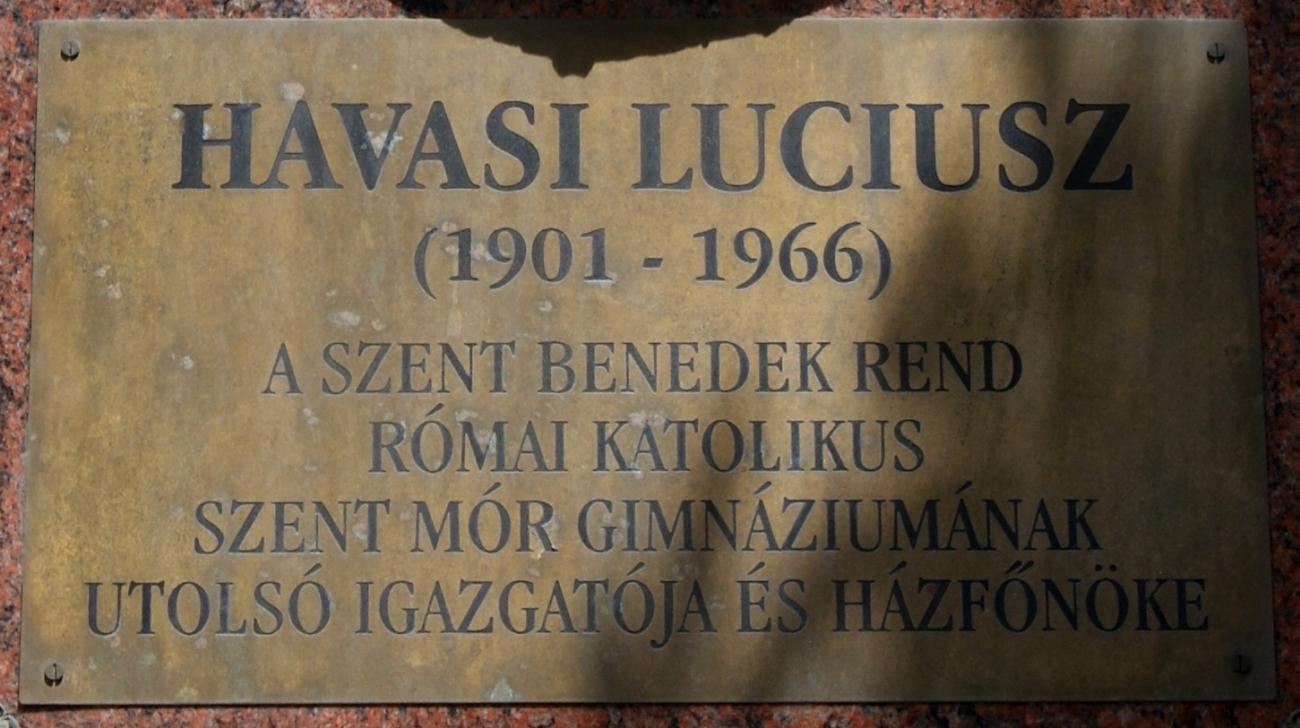 HAVASI LUCIUSZ
(1901 - 1966)
A SZENT BENEDEK REND
RÓMAI KATOLIKUS
SZENT MÓR GIMNÁZIUMÁNAK
UTOLSÓ IGAZGATÓJA ÉS HÁZFŐNÖKE